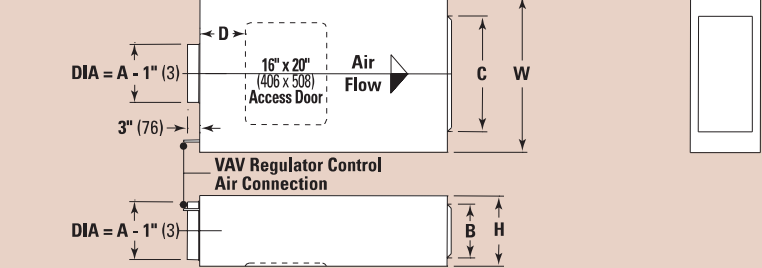 D
DIA = A - 1" (3)
16" x 20"
(406 x 508)
Access Door
Air
Flow
C
W
3" (76)
VAV Regulator Control
Air Connection
DIA = A - 1" (3)
B
H